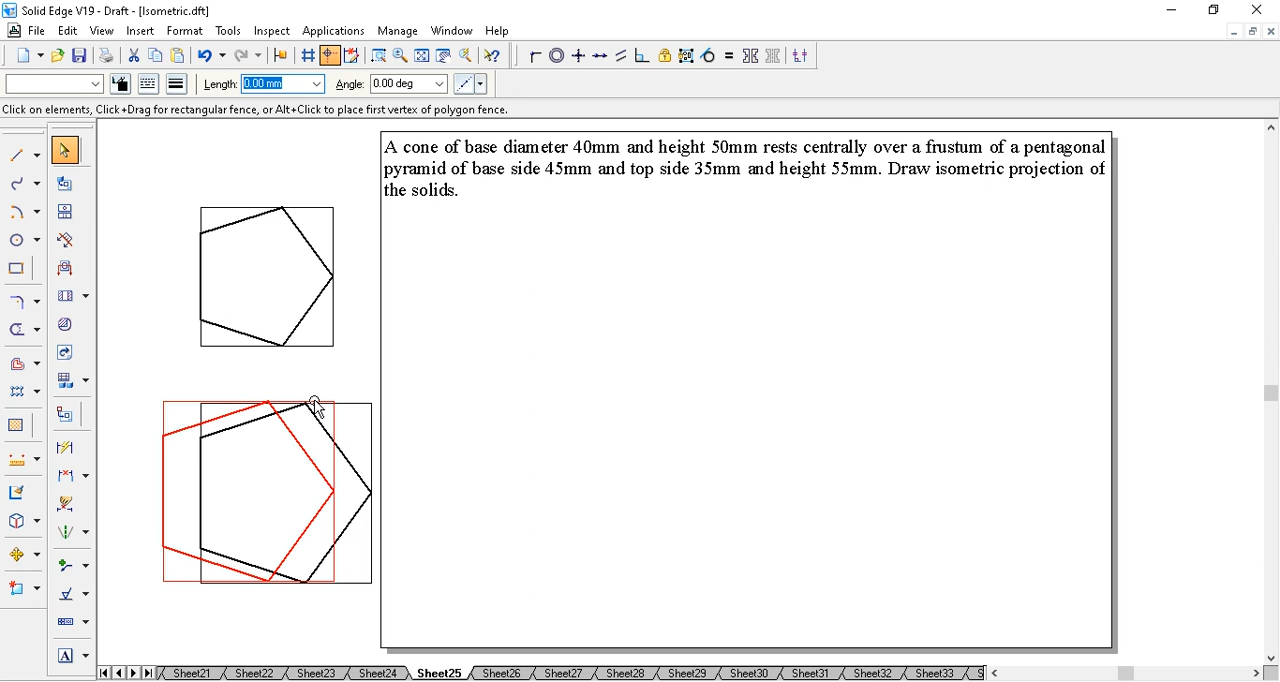 Solid Edge V19 - Draft - [Isometric.dft]
File Edit View Insert Format Tools Inspect Applications Manage Window Help
Length: 0.00 mm Angle: 0.00 deg
Click on elements, Click+Drag for rectangular fence, or Alt+Click to place first vertex of polygon fence.
A cone of base diameter 40mm and height 50mm rests centrally over a frustum of a pentagonal
pyramid of base side 45mm and top side 35mm and height 55mm. Draw isometric projection of
the solids.
A
Sheet21 Sheet22 Sheet23 Sheet24 Sheet25 Sheet26 Sheet27 Sheet28 Sheet29 Sheet30 Sheet31 Sheet32 Sheet33 S